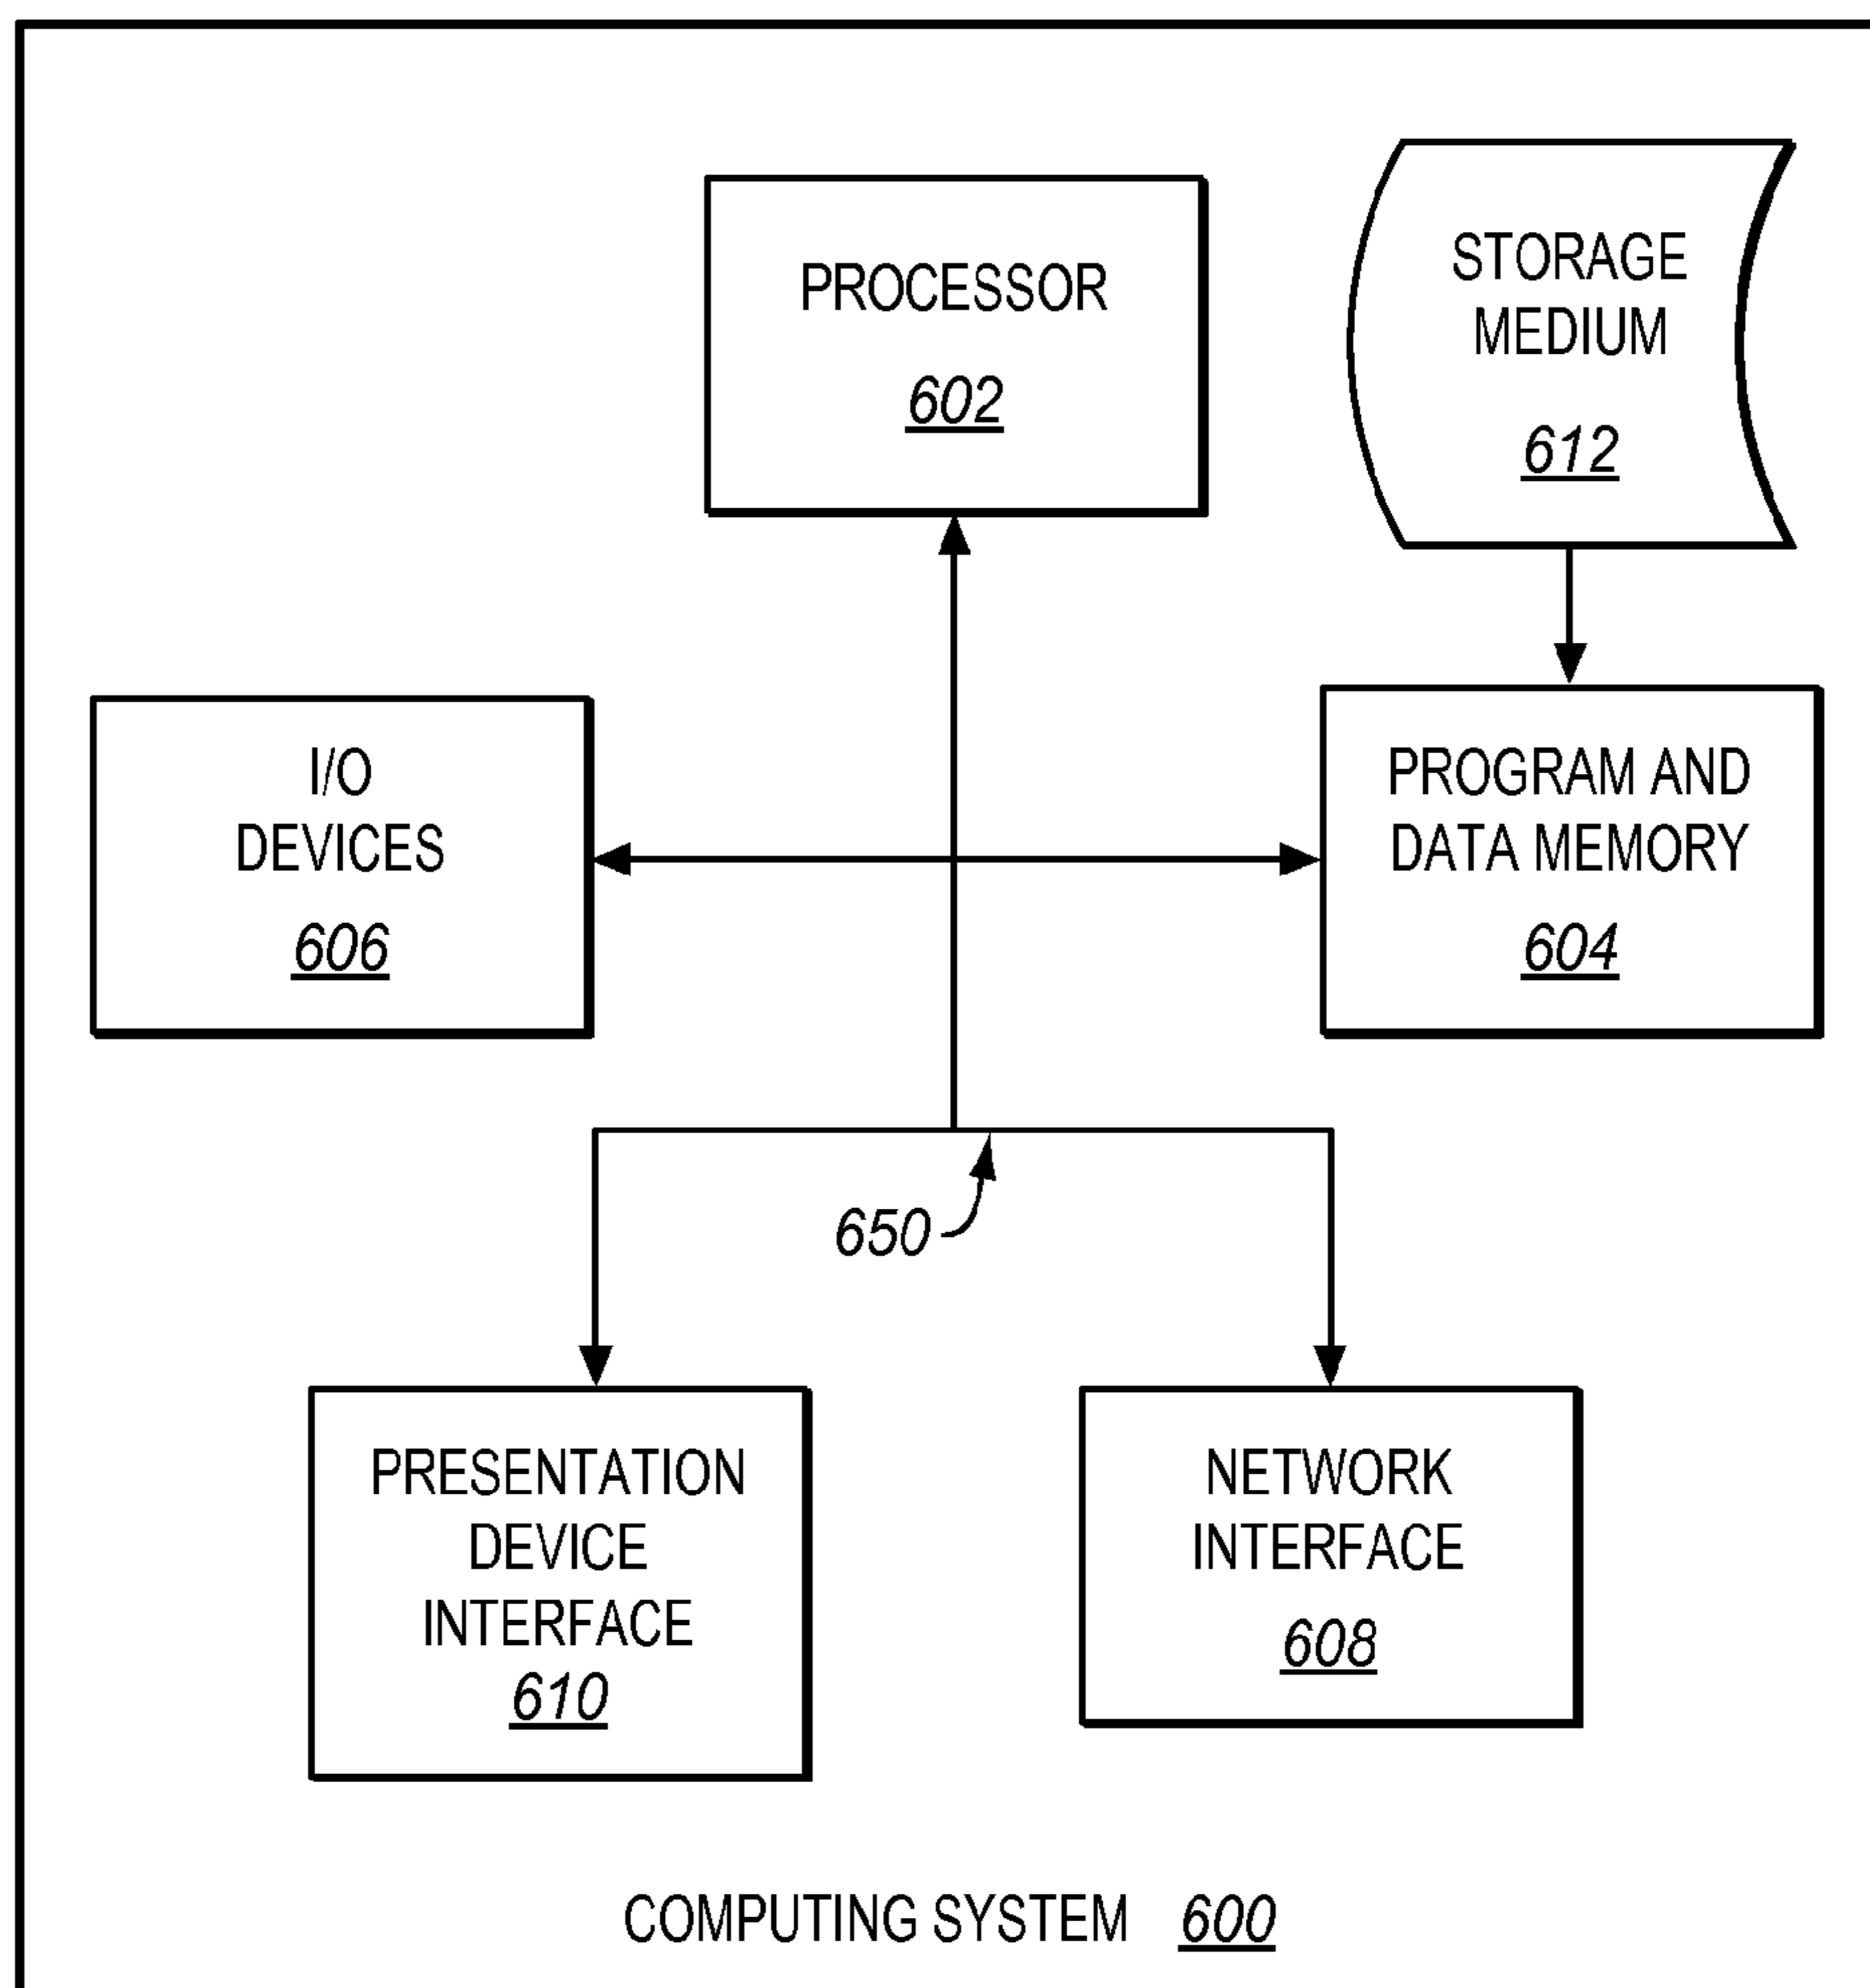 PROCESSOR
602
STORAGE
MEDIUM
612
I/O
DEVICES
606
PROGRAM AND
DATA MEMORY
604
650
PRESENTATION
DEVICE
INTERFACE
610
NETWORK
INTERFACE
608
COMPUTING SYSTEM 600